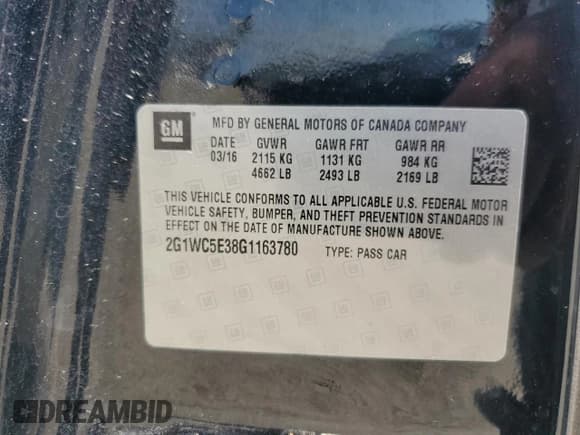 GM
MFD BY GENERAL MOTORS OF CANADA COMPANY
DATE GVWR GAWR FRT GAWR RR
03/16 2115 KG 1131 KG 984 KG
4662 LB 2493 LB 2169 LB
THIS VEHICLE CONFORMS TO ALL APPLICABLE U.S. FEDERAL MOTOR
VEHICLE SAFETY, BUMPER, AND THEFT PREVENTION STANDARDS IN
EFFECT ON THE DATE OF MANUFACTURE SHOWN ABOVE.
2G1WC5E38G1163780 TYPE: PASS CAR
DREAMBID